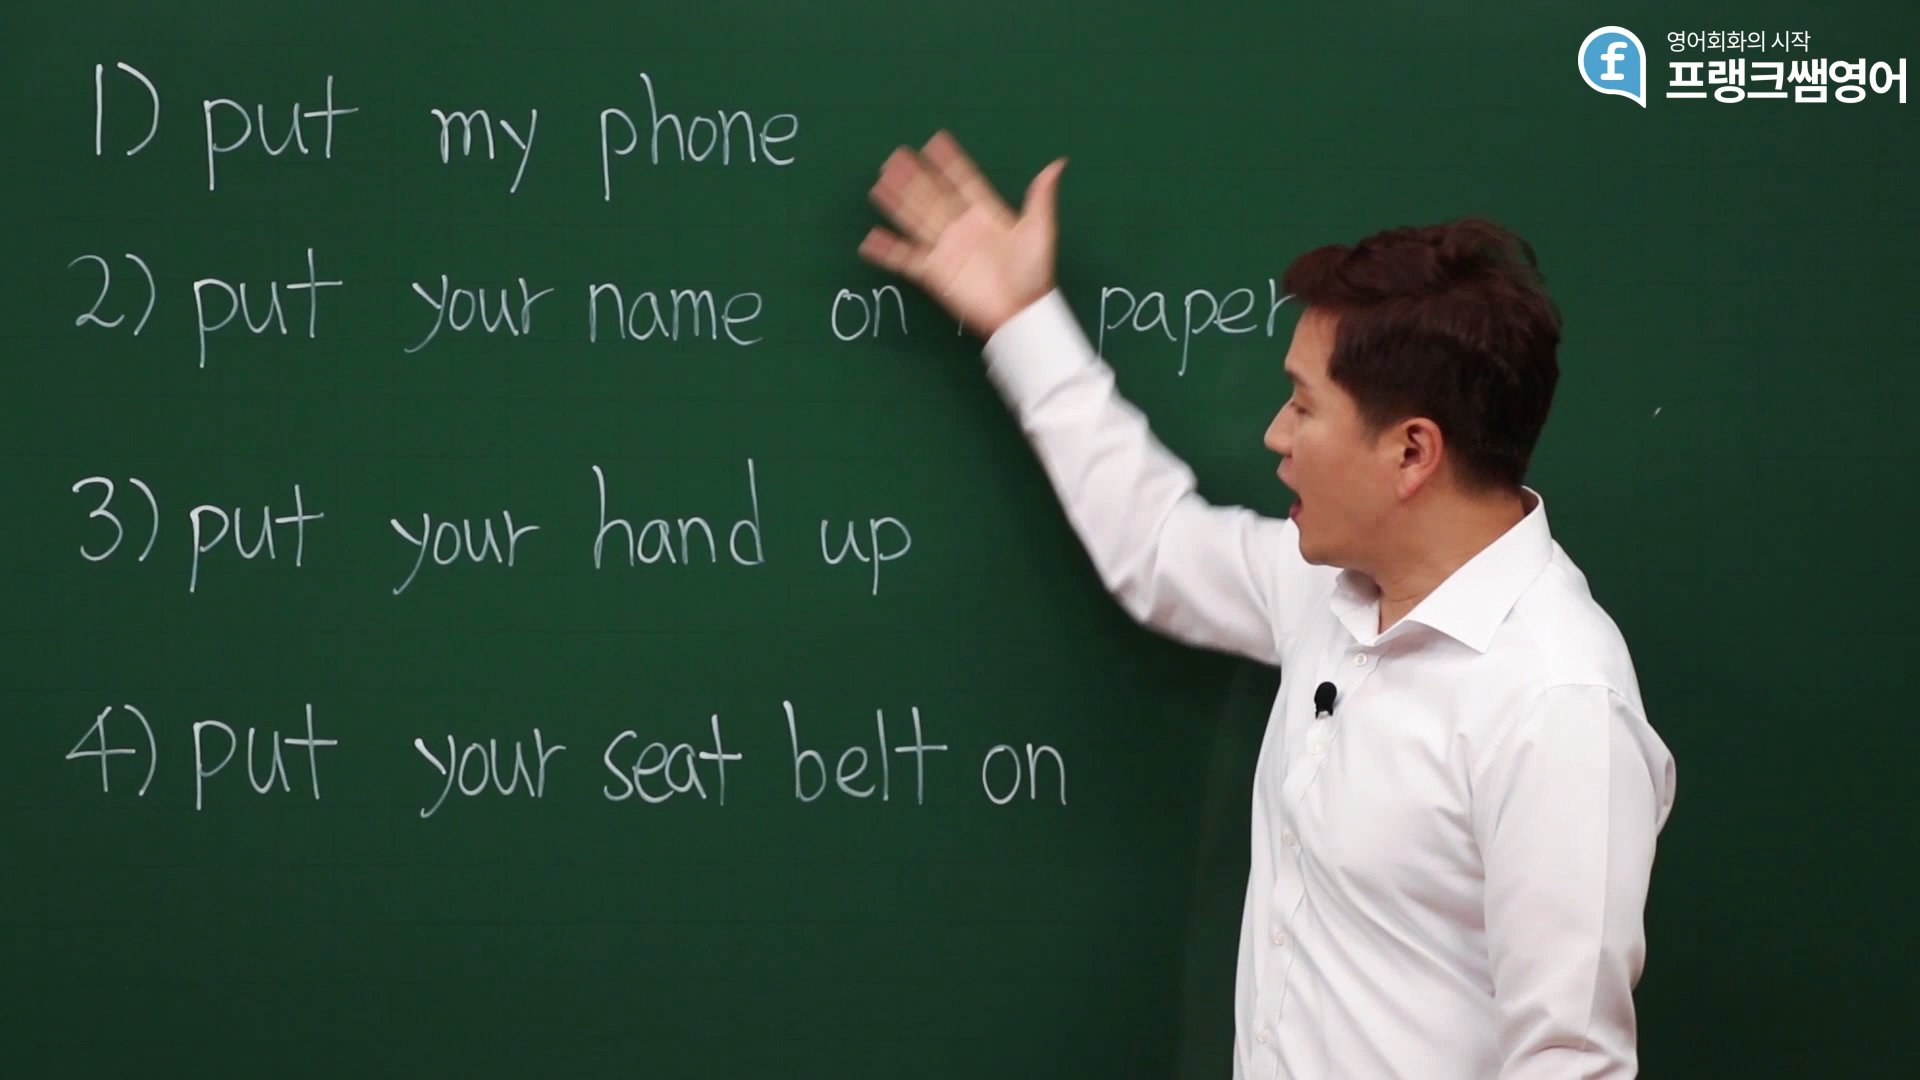 영어회화의 시작
프랭크쌤영어
1) put my phone
2) put your name on paper
3) put your hand up
4) put your seat belt on